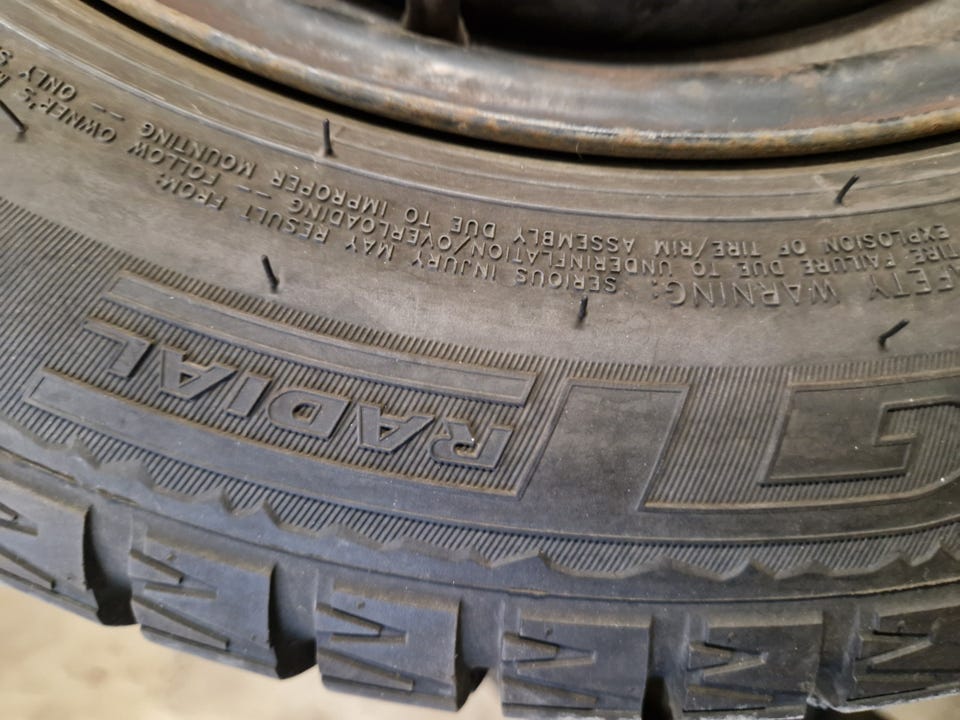 FETY WARNING: SERIOUS INJURY MAY RESULT FROM:
TIRE FAILURE DUE TO UNDERINFLATION/OVERLOADING -- FOLLOW OWNER'S M
EXPLOSION OF TIRE/RIM ASSEMBLY DUE TO IMPROPER MOUNTING -- ONLY S
RADIAL